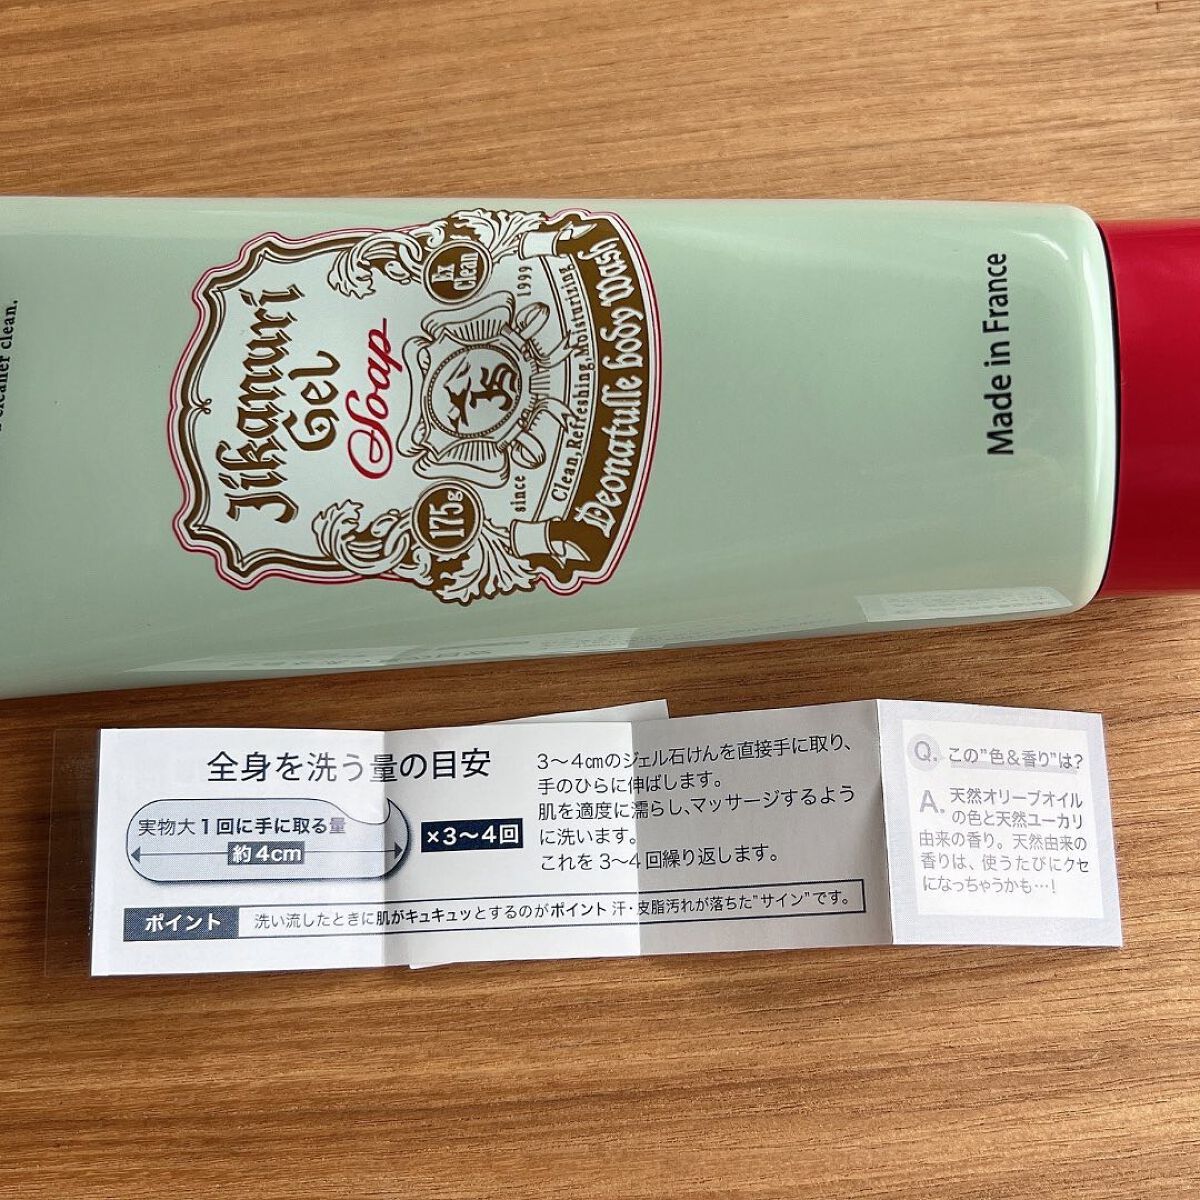 cleaner clean.
Jikanuri
Gel
Soap
Ex
clean
175g
since 1999
Clean, Refreshing, Moisturizing
Deonatulle body Wash
Made in France
全身を洗う量の目安
実物大1回に手に取る量
約4cm
×3〜4回
3〜4㎝のジェル石けんを直接手に取り、
手のひらに伸ばします。
肌を適度に濡らし、マッサージするよう
に洗います。
これを3〜4回繰り返します。
ポイント
洗い流したときに肌がキュキュッとするのがポイント 汗・皮脂汚れが落ちた"サイン"です。
Q. この"色&香り"は?
A. 天然オリーブオイル
の色と天然ユーカリ
由来の香り。天然由来の
香りは、使うたびにクセ
になっちゃうかも…!